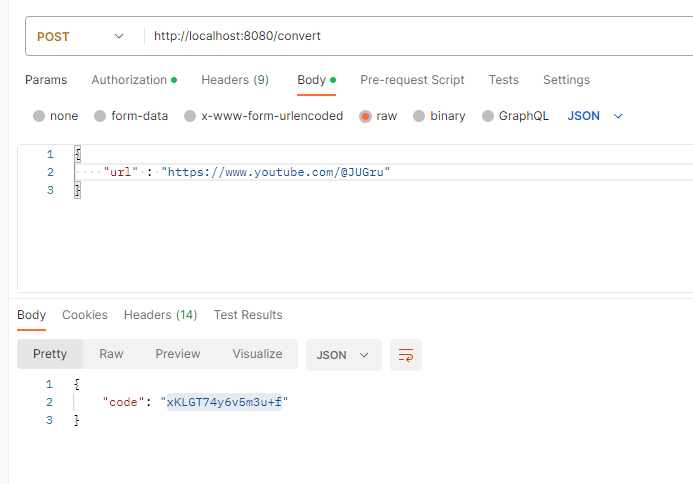 POST http://localhost:8080/convert
Params Authorization Headers (9) Body Pre-request Script Tests Settings
none form-data x-www-form-urlencoded raw binary GraphQL JSON
1 {
2 "url" : "https://www.youtube.com/@JUGru"
3 }
Body Cookies Headers (14) Test Results
Pretty Raw Preview Visualize JSON
1 {
2 "code": "xKLGT74y6v5m3u+f"
3 }